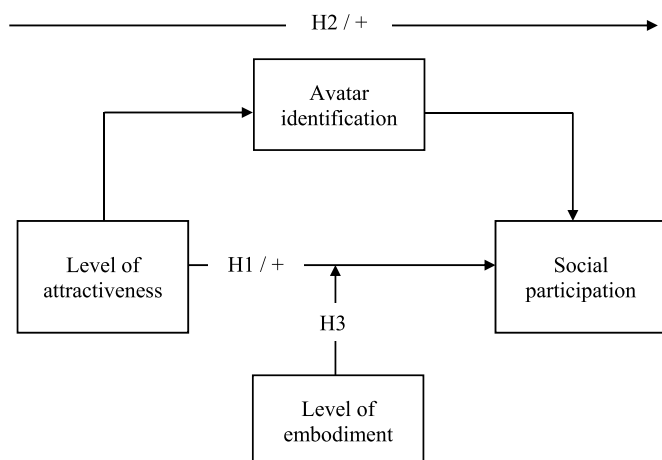 H2 / +
Avatar
identification
Level of
attractiveness
H1 / +
Social
participation
H3
Level of
embodiment